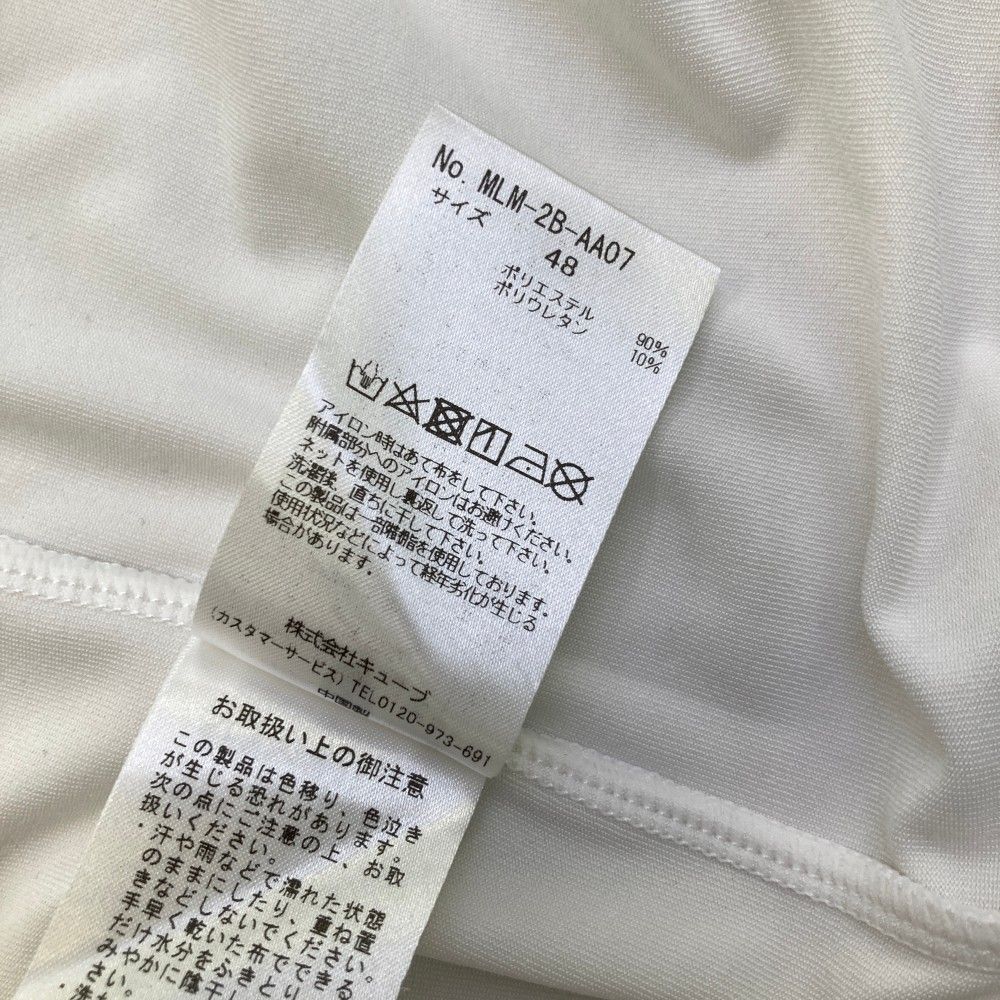 No. MLM-2B-AA07
サイズ 48
ポリエステル 90%
ポリウレタン 10%
アイロン時はあて布をして下さい。
附属部分へのアイロンはお避けください。
ネットを使用し裏返して洗って下さい。
洗濯後、直ちに干して下さい。
この製品は一部樹脂を使用しております。
使用状況などによって経年劣化が生じる
場合があります。
株式会社キューブ
(カスタマーサービス) TEL0120-973-691
中国製
お取扱い上の御注意
この製品は色移り、色泣き
が生じる恐れがあります。
次の点にご注意の上、お取
扱いください。
・汗や雨などで濡れた状態
のままにしたり、重ね置
きなどしないでください。
手早く乾いた布でできる
だけ水分をふきとり
みやかに陰干し
さい。